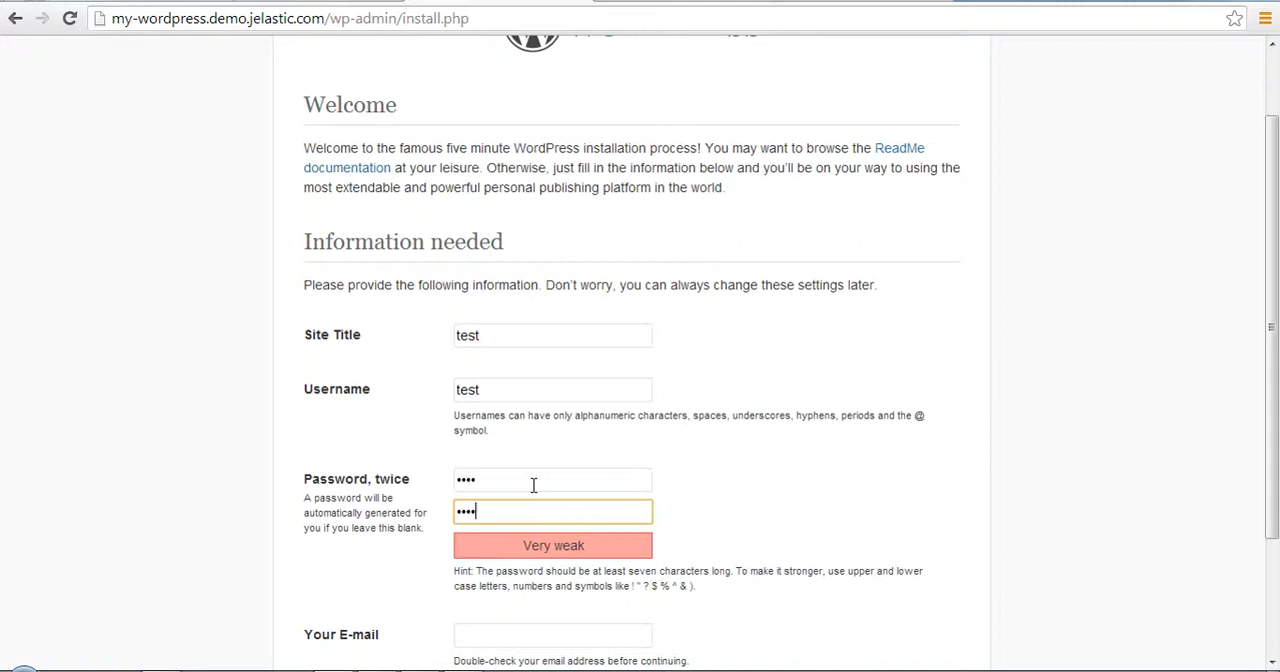 my-wordpress.demo.jelastic.com/wp-admin/install.php
Welcome
Welcome to the famous five minute WordPress installation process! You may want to browse the ReadMe
documentation at your leisure. Otherwise, just fill in the information below and you'll be on your way to using the
most extendable and powerful personal publishing platform in the world.
Information needed
Please provide the following information. Don't worry, you can always change these settings later.
Site Title test
Username test
Usernames can have only alphanumeric characters, spaces, underscores, hyphens, periods and the @
symbol.
Password, twice ••••
A password will be
automatically generated for
you if you leave this blank.
••••
Very weak
Hint: The password should be at least seven characters long. To make it stronger, use upper and lower
case letters, numbers and symbols like ! " ? $ % ^ & ).
Your E-mail
Double-check your email address before continuing.